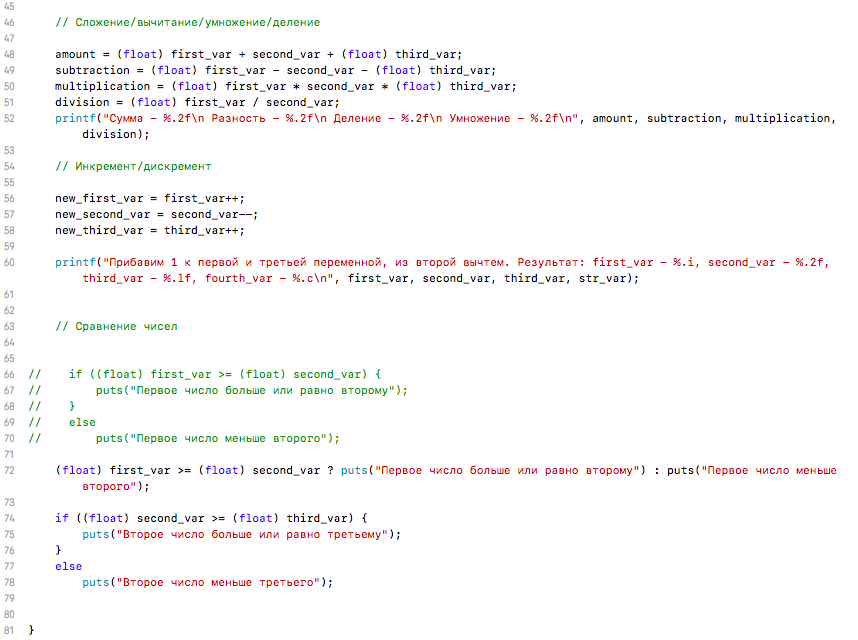 45
46 // Сложение/вычитание/умножение/деление
47
48 amount = (float) first_var + second_var + (float) third_var;
49 subtraction = (float) first_var - second_var - (float) third_var;
50 multiplication = (float) first_var * second_var * (float) third_var;
51 division = (float) first_var / second_var;
52 printf("Сумма - %.2f\n Разность - %.2f\n Деление - %.2f\n Умножение - %.2f\n", amount, subtraction, multiplication,
division);
53
54 // Инкремент/дискремент
55
56 new_first_var = first_var++;
57 new_second_var = second_var--;
58 new_third_var = third_var++;
59
60 printf("Прибавим 1 к первой и третьей переменной, из второй вычтем. Результат: first_var - %.i, second_var - %.2f,
third_var - %.lf, fourth_var - %.c\n", first_var, second_var, third_var, str_var);
61
62
63 // Сравнение чисел
64
65
66 // if ((float) first_var >= (float) second_var) {
67 // puts("Первое число больше или равно второму");
68 // }
69 // else
70 // puts("Первое число меньше второго");
71
72 (float) first_var >= (float) second_var ? puts("Первое число больше или равно второму") : puts("Первое число меньше
второго");
73
74 if ((float) second_var >= (float) third_var) {
75 puts("Второе число больше или равно третьему");
76 }
77 else
78 puts("Второе число меньше третьего");
79
80
81 }